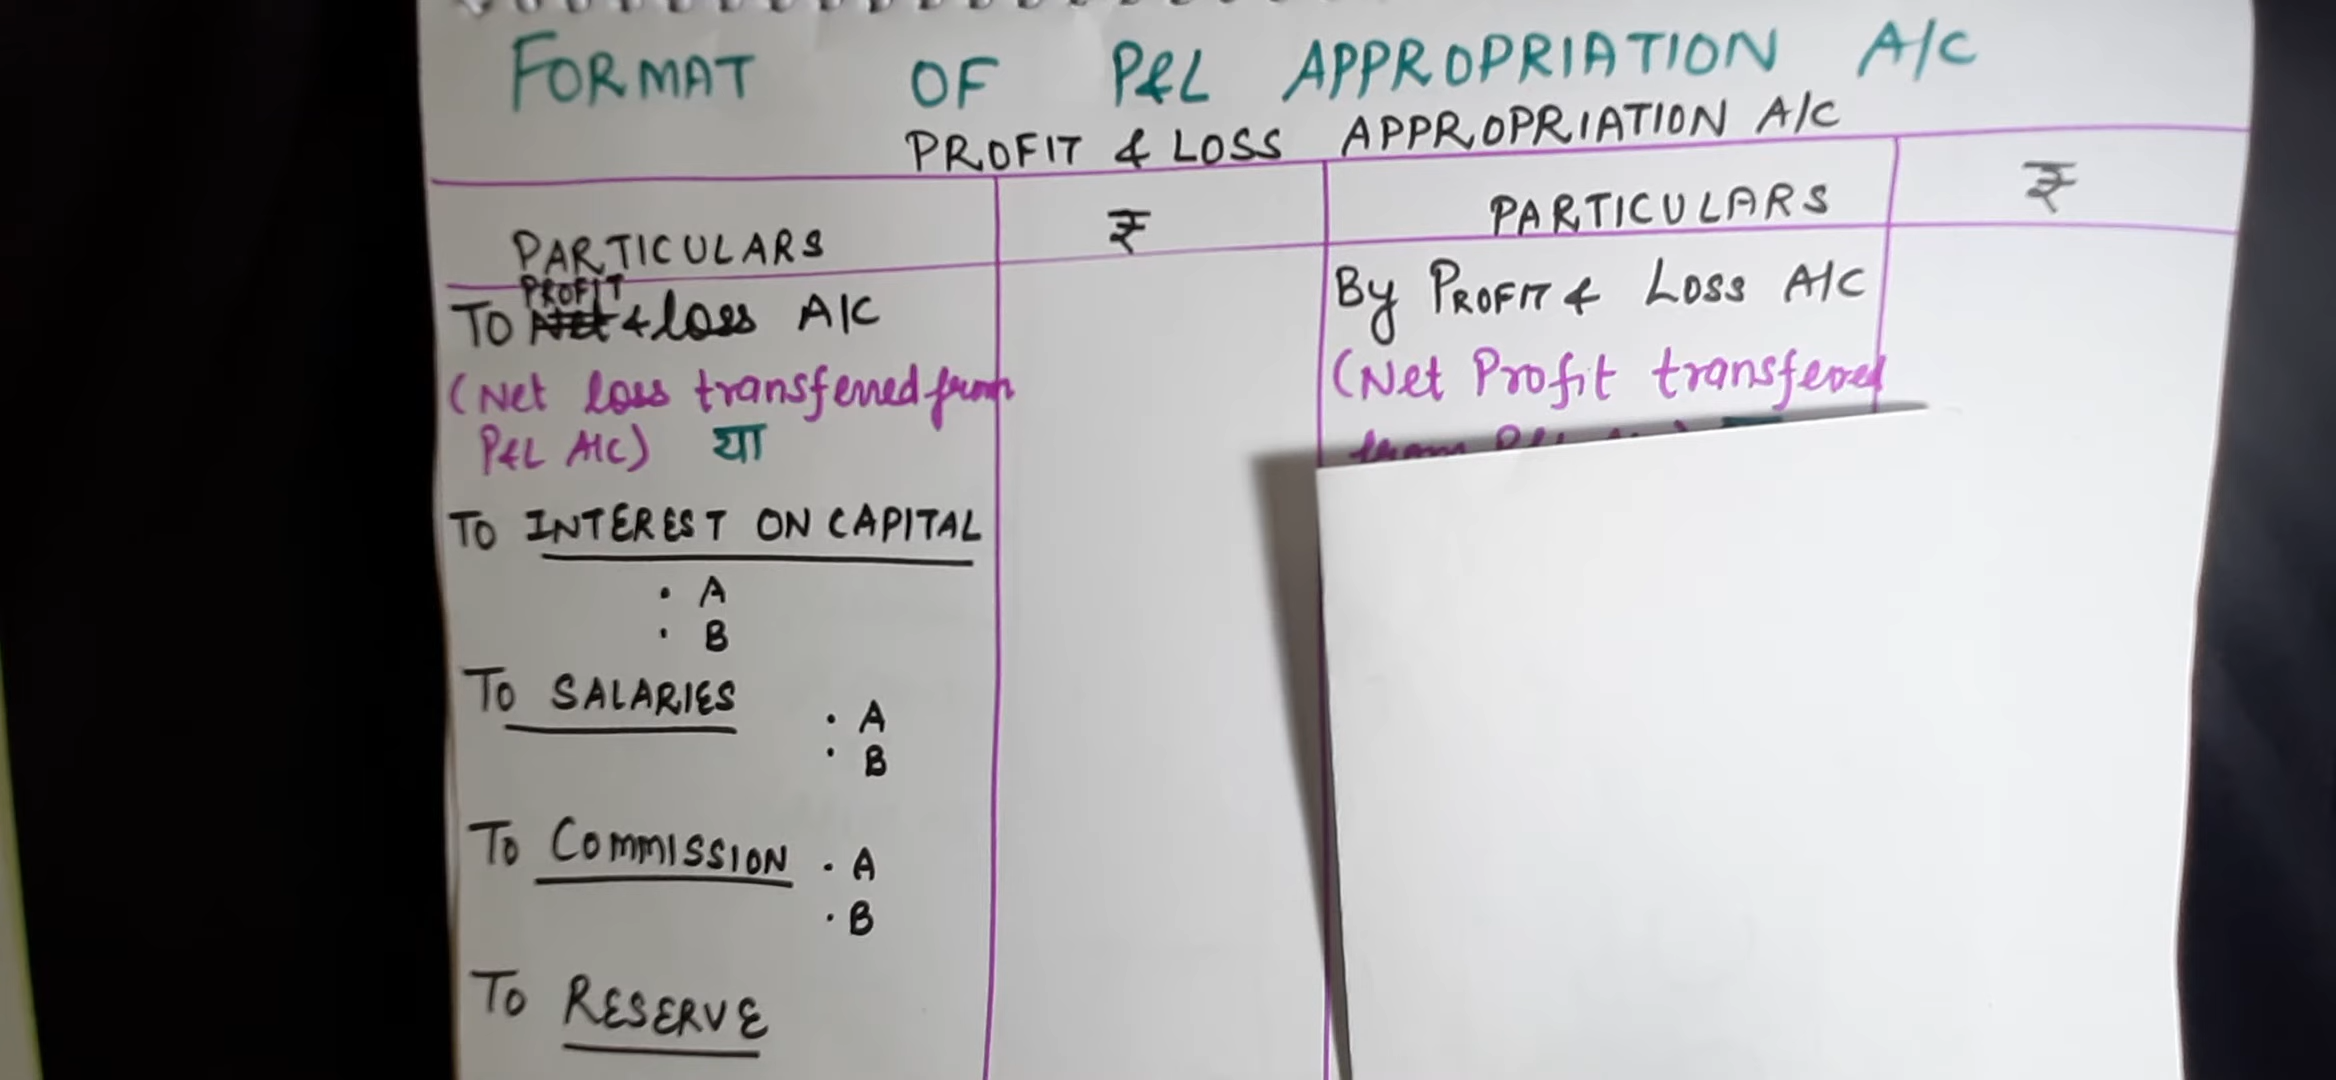 FORMAT OF P&L APPROPRIATION A/C
PROFIT & LOSS APPROPRIATION A/C
PARTICULARS ₹ PARTICULARS ₹
PROFIT
TO Net & loss A/C
(Net loss transferred from
P&L A/C) या
TO INTEREST ON CAPITAL
• A
• B
To SALARIES
• A
• B
To COMMISSION • A
• B
To RESERVE
By PROFIT & LOSS A/C
(Net Profit transfered